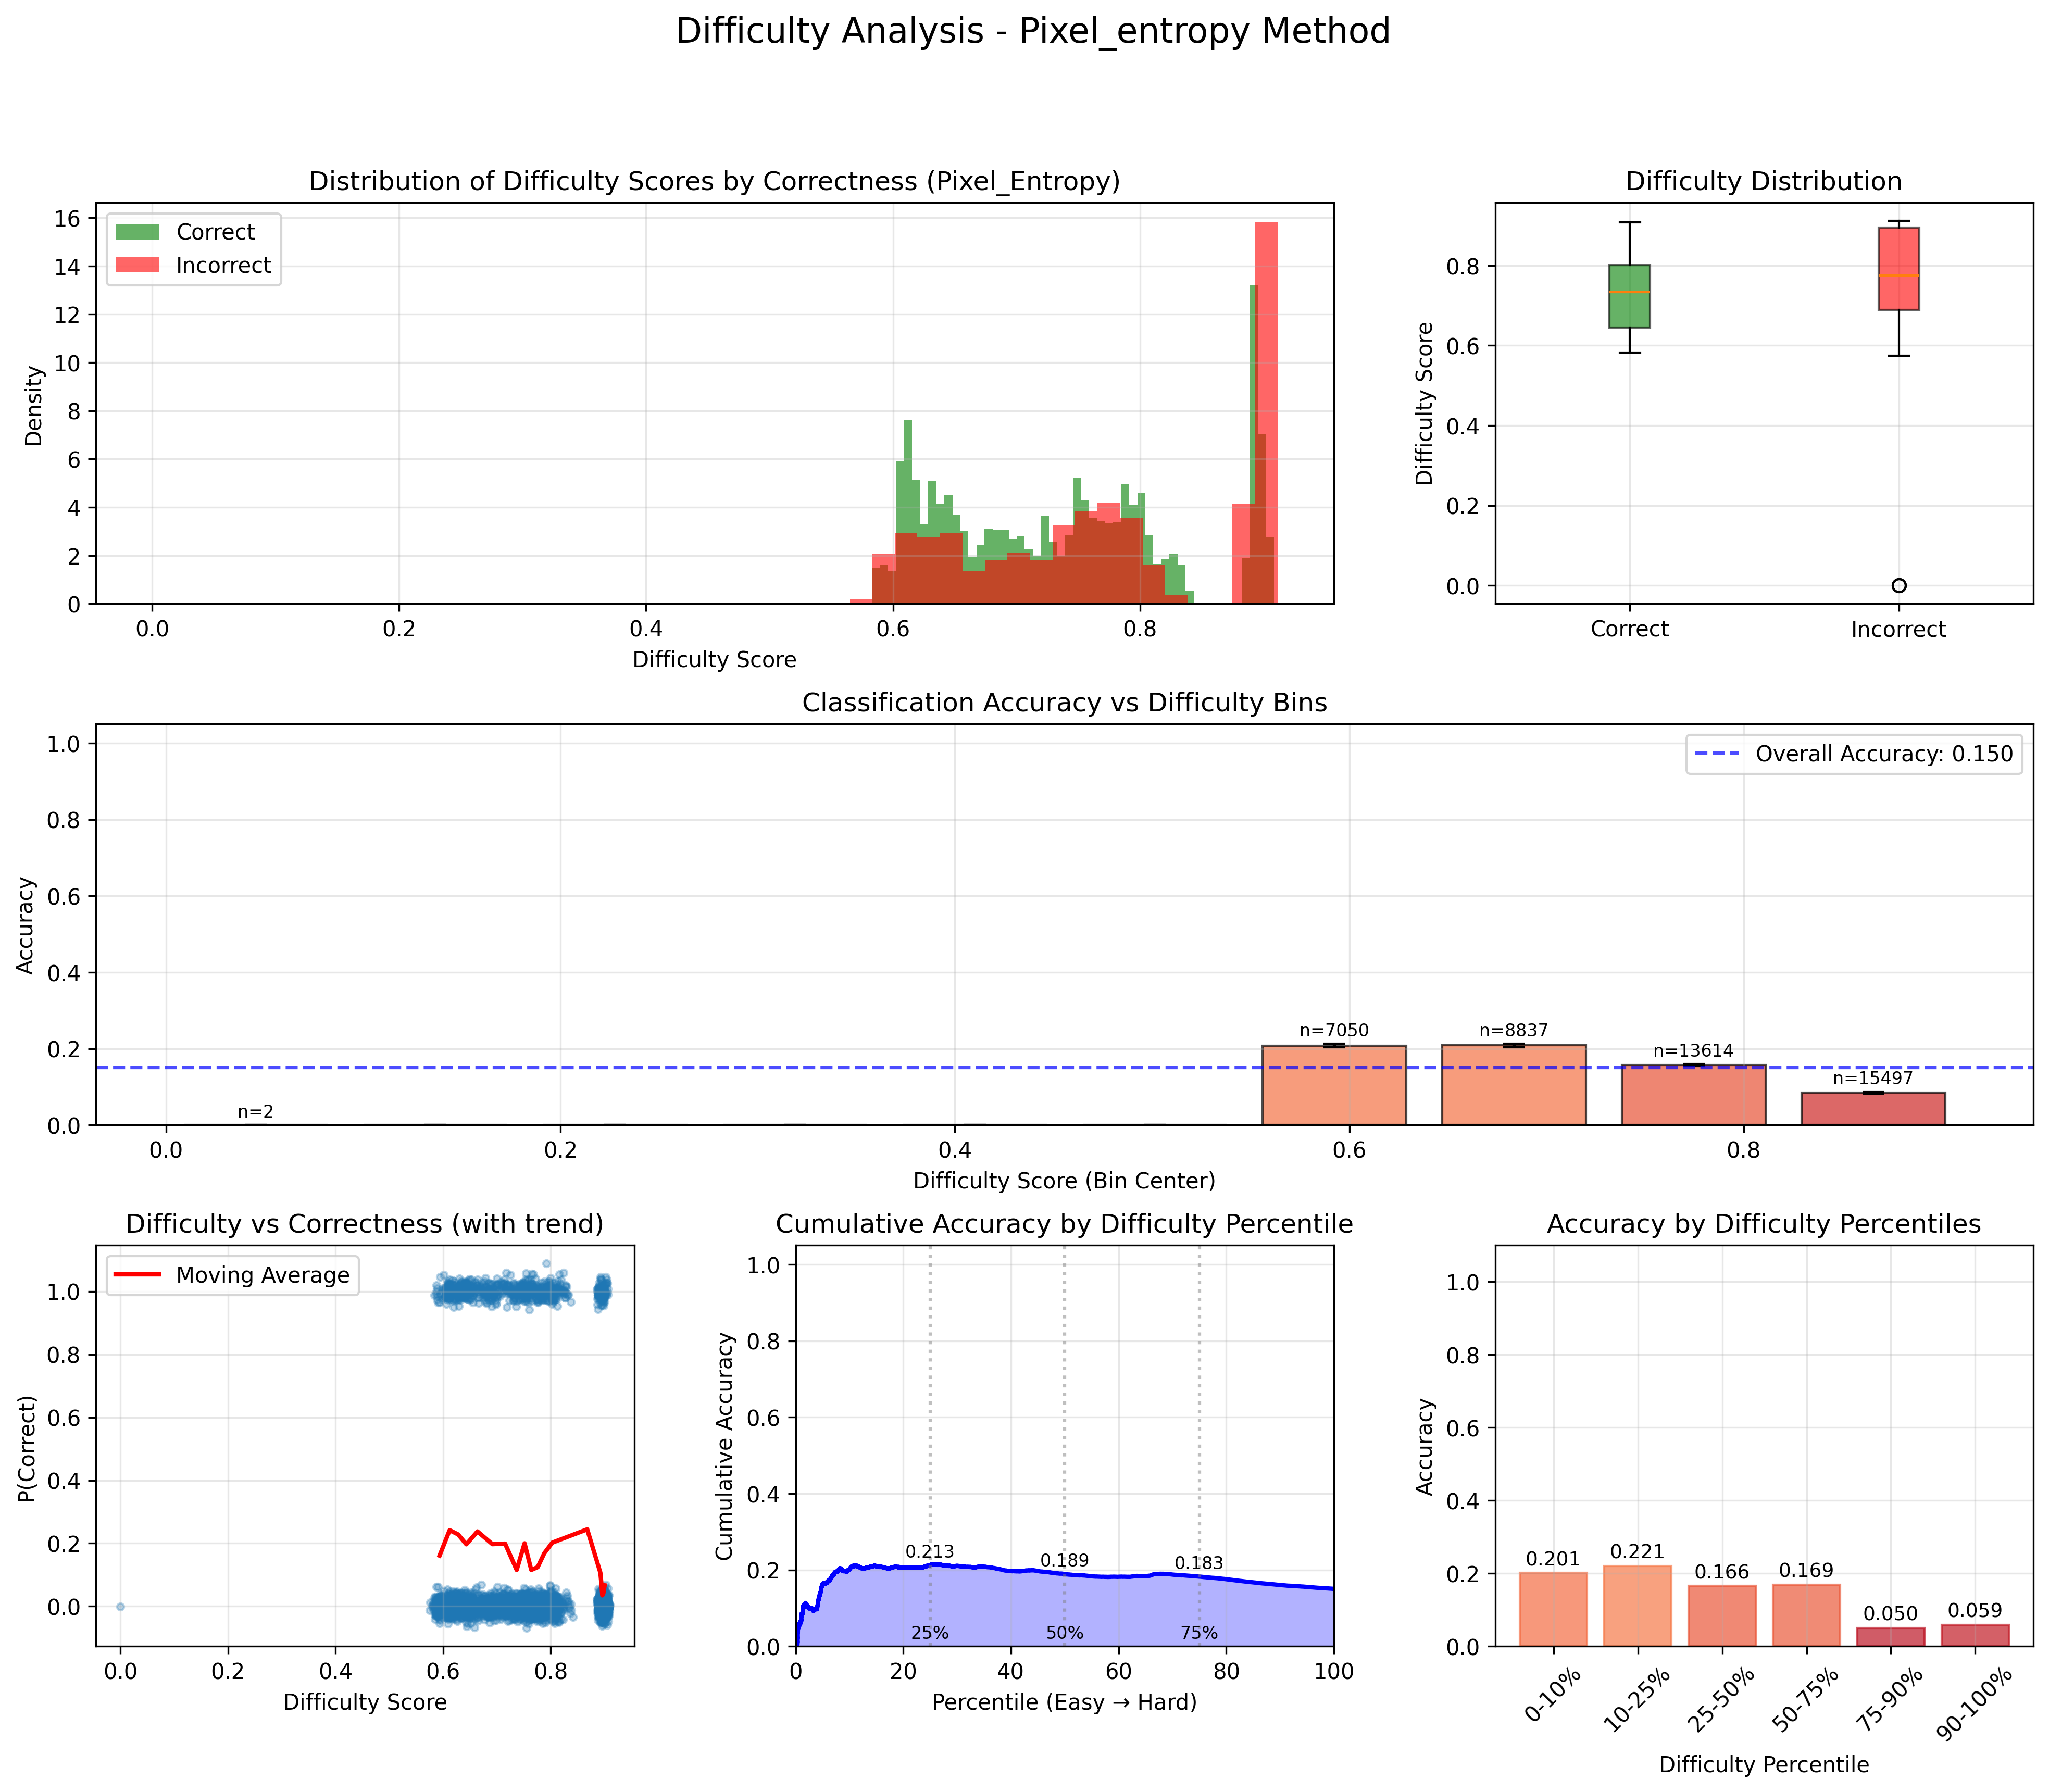 Difficulty Analysis - Pixel_entropy Method
Distribution of Difficulty Scores by Correctness (Pixel_Entropy)
Correct
Incorrect
Density
16
14
12
10
8
6
4
2
0
0.0 0.2 0.4 0.6 0.8
Difficulty Score
Difficulty Distribution
Difficulty Score
0.8
0.6
0.4
0.2
0.0
Correct Incorrect
Classification Accuracy vs Difficulty Bins
Overall Accuracy: 0.150
Accuracy
1.0
0.8
0.6
0.4
0.2
0.0
n=2
n=7050
n=8837
n=13614
n=15497
0.0 0.2 0.4 0.6 0.8
Difficulty Score (Bin Center)
Difficulty vs Correctness (with trend)
Moving Average
P(Correct)
1.0
0.8
0.6
0.4
0.2
0.0
0.0 0.2 0.4 0.6 0.8
Difficulty Score
Cumulative Accuracy by Difficulty Percentile
Cumulative Accuracy
1.0
0.8
0.6
0.4
0.2
0.0
0.213
0.189
0.183
25%
50%
75%
0 20 40 60 80 100
Percentile (Easy → Hard)
Accuracy by Difficulty Percentiles
Accuracy
1.0
0.8
0.6
0.4
0.2
0.0
0.201
0.221
0.166
0.169
0.050
0.059
0-10%
10-25%
25-50%
50-75%
75-90%
90-100%
Difficulty Percentile